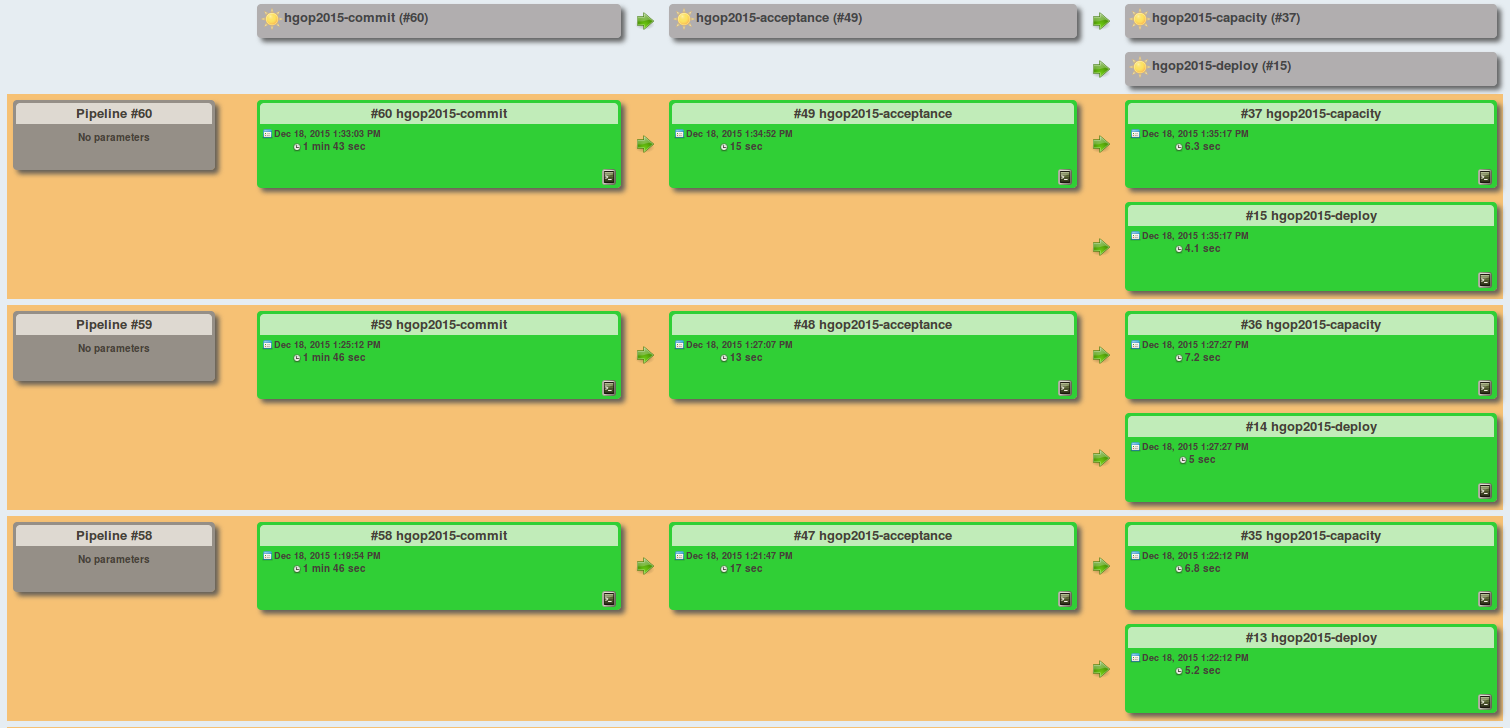 hgop2015-commit (#60)
hgop2015-acceptance (#49)
hgop2015-capacity (#37)
hgop2015-deploy (#15)
Pipeline #60
No parameters
#60 hgop2015-commit
Dec 18, 2015 1:33:03 PM
1 min 43 sec
#49 hgop2015-acceptance
Dec 18, 2015 1:34:52 PM
15 sec
#37 hgop2015-capacity
Dec 18, 2015 1:35:17 PM
6.3 sec
#15 hgop2015-deploy
Dec 18, 2015 1:35:17 PM
4.1 sec
Pipeline #59
No parameters
#59 hgop2015-commit
Dec 18, 2015 1:25:12 PM
1 min 46 sec
#48 hgop2015-acceptance
Dec 18, 2015 1:27:07 PM
13 sec
#36 hgop2015-capacity
Dec 18, 2015 1:27:27 PM
7.2 sec
#14 hgop2015-deploy
Dec 18, 2015 1:27:27 PM
5 sec
Pipeline #58
No parameters
#58 hgop2015-commit
Dec 18, 2015 1:19:54 PM
1 min 46 sec
#47 hgop2015-acceptance
Dec 18, 2015 1:21:47 PM
17 sec
#35 hgop2015-capacity
Dec 18, 2015 1:22:12 PM
6.8 sec
#13 hgop2015-deploy
Dec 18, 2015 1:22:12 PM
5.2 sec